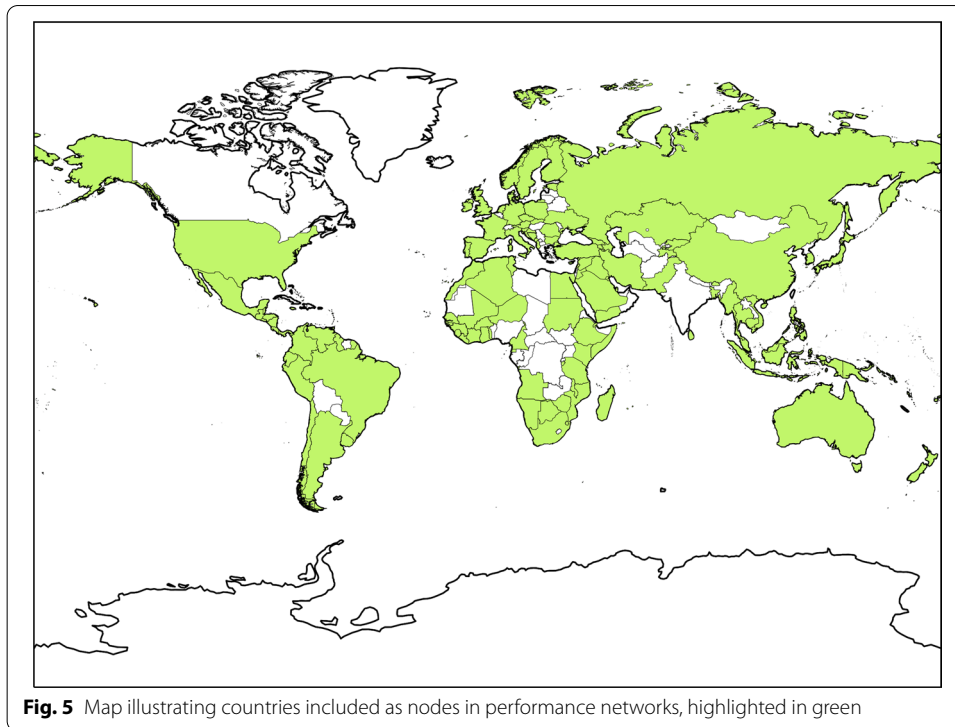 Fig. 5 Map illustrating countries included as nodes in performance networks, highlighted in green